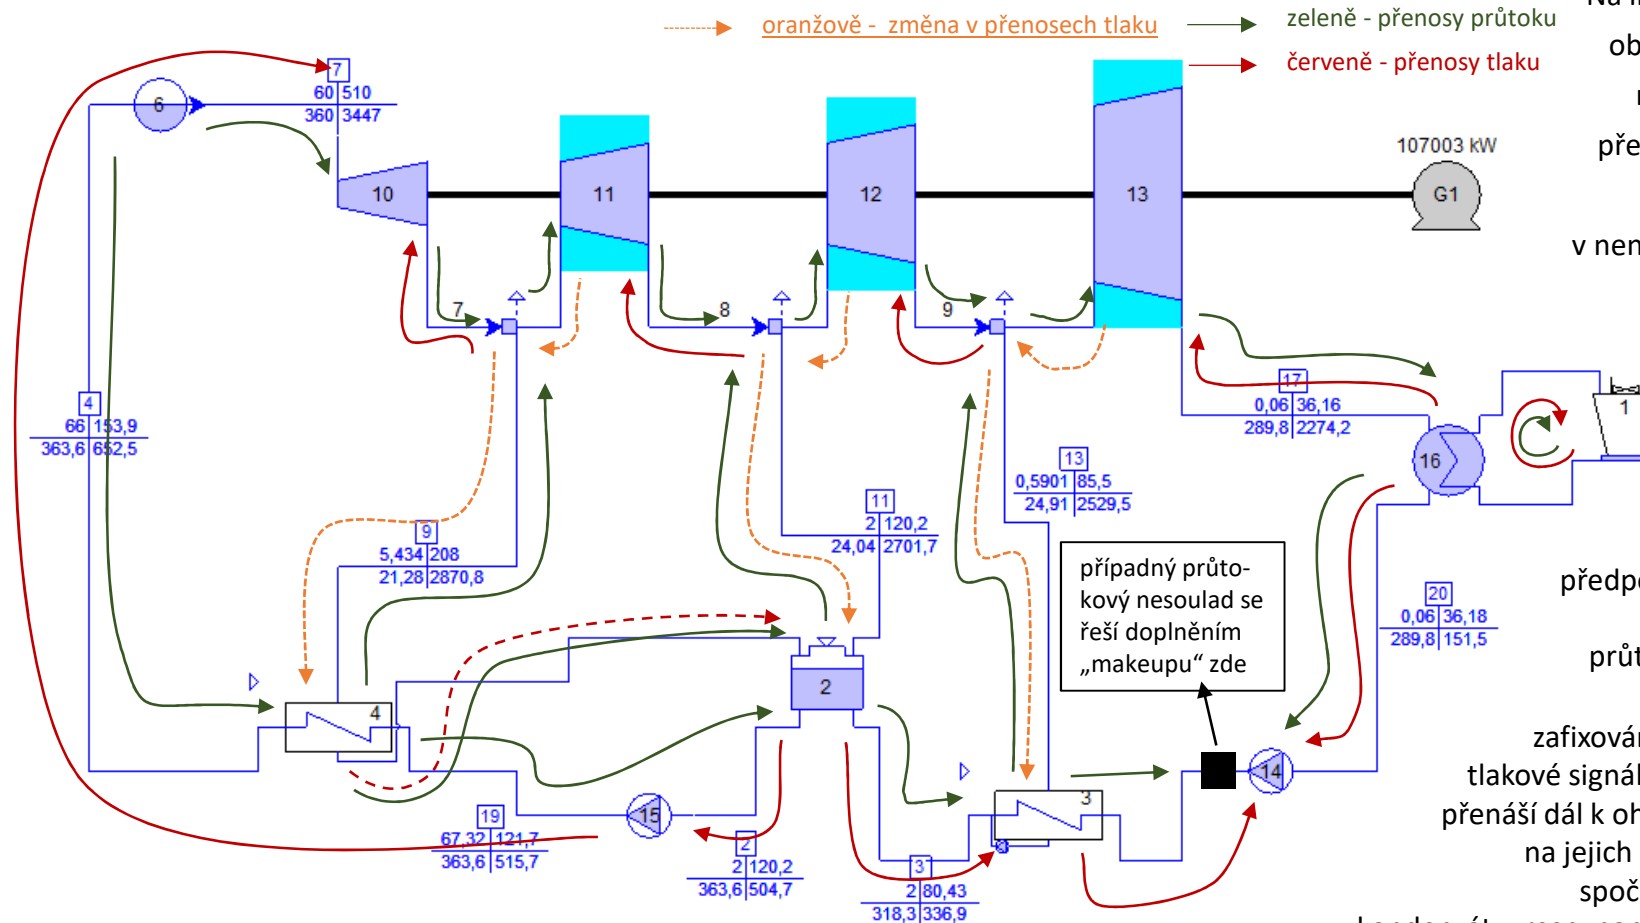 oranžově - změna v přenosech tlaku
zeleně - přenosy průtoku
červeně - přenosy tlaku
ob
pře
v nen
předpo
průt
zafixován
tlakové signál
přenáší dál k oh
na jejich
spoč
107003 kW
G1
6
7
60 510
360 3447
10
11
12
13
7
8
9
4
66 153,9
363,6 652,5
9
5,434 208
21,28 2870,8
11
2 120,2
24,04 2701,7
13
0,5901 85,5
24,91 2529,5
17
0,06 36,16
289,8 2274,2
16
1
20
0,06 36,18
289,8 151,5
případný průto-
kový nesoulad se
řeší doplněním
„makeupu“ zde
4
2
3
14
15
19
67,32 121,7
363,6 515,7
2
2 120,2
363,6 504,7
3
2 80,43
318,3 336,9